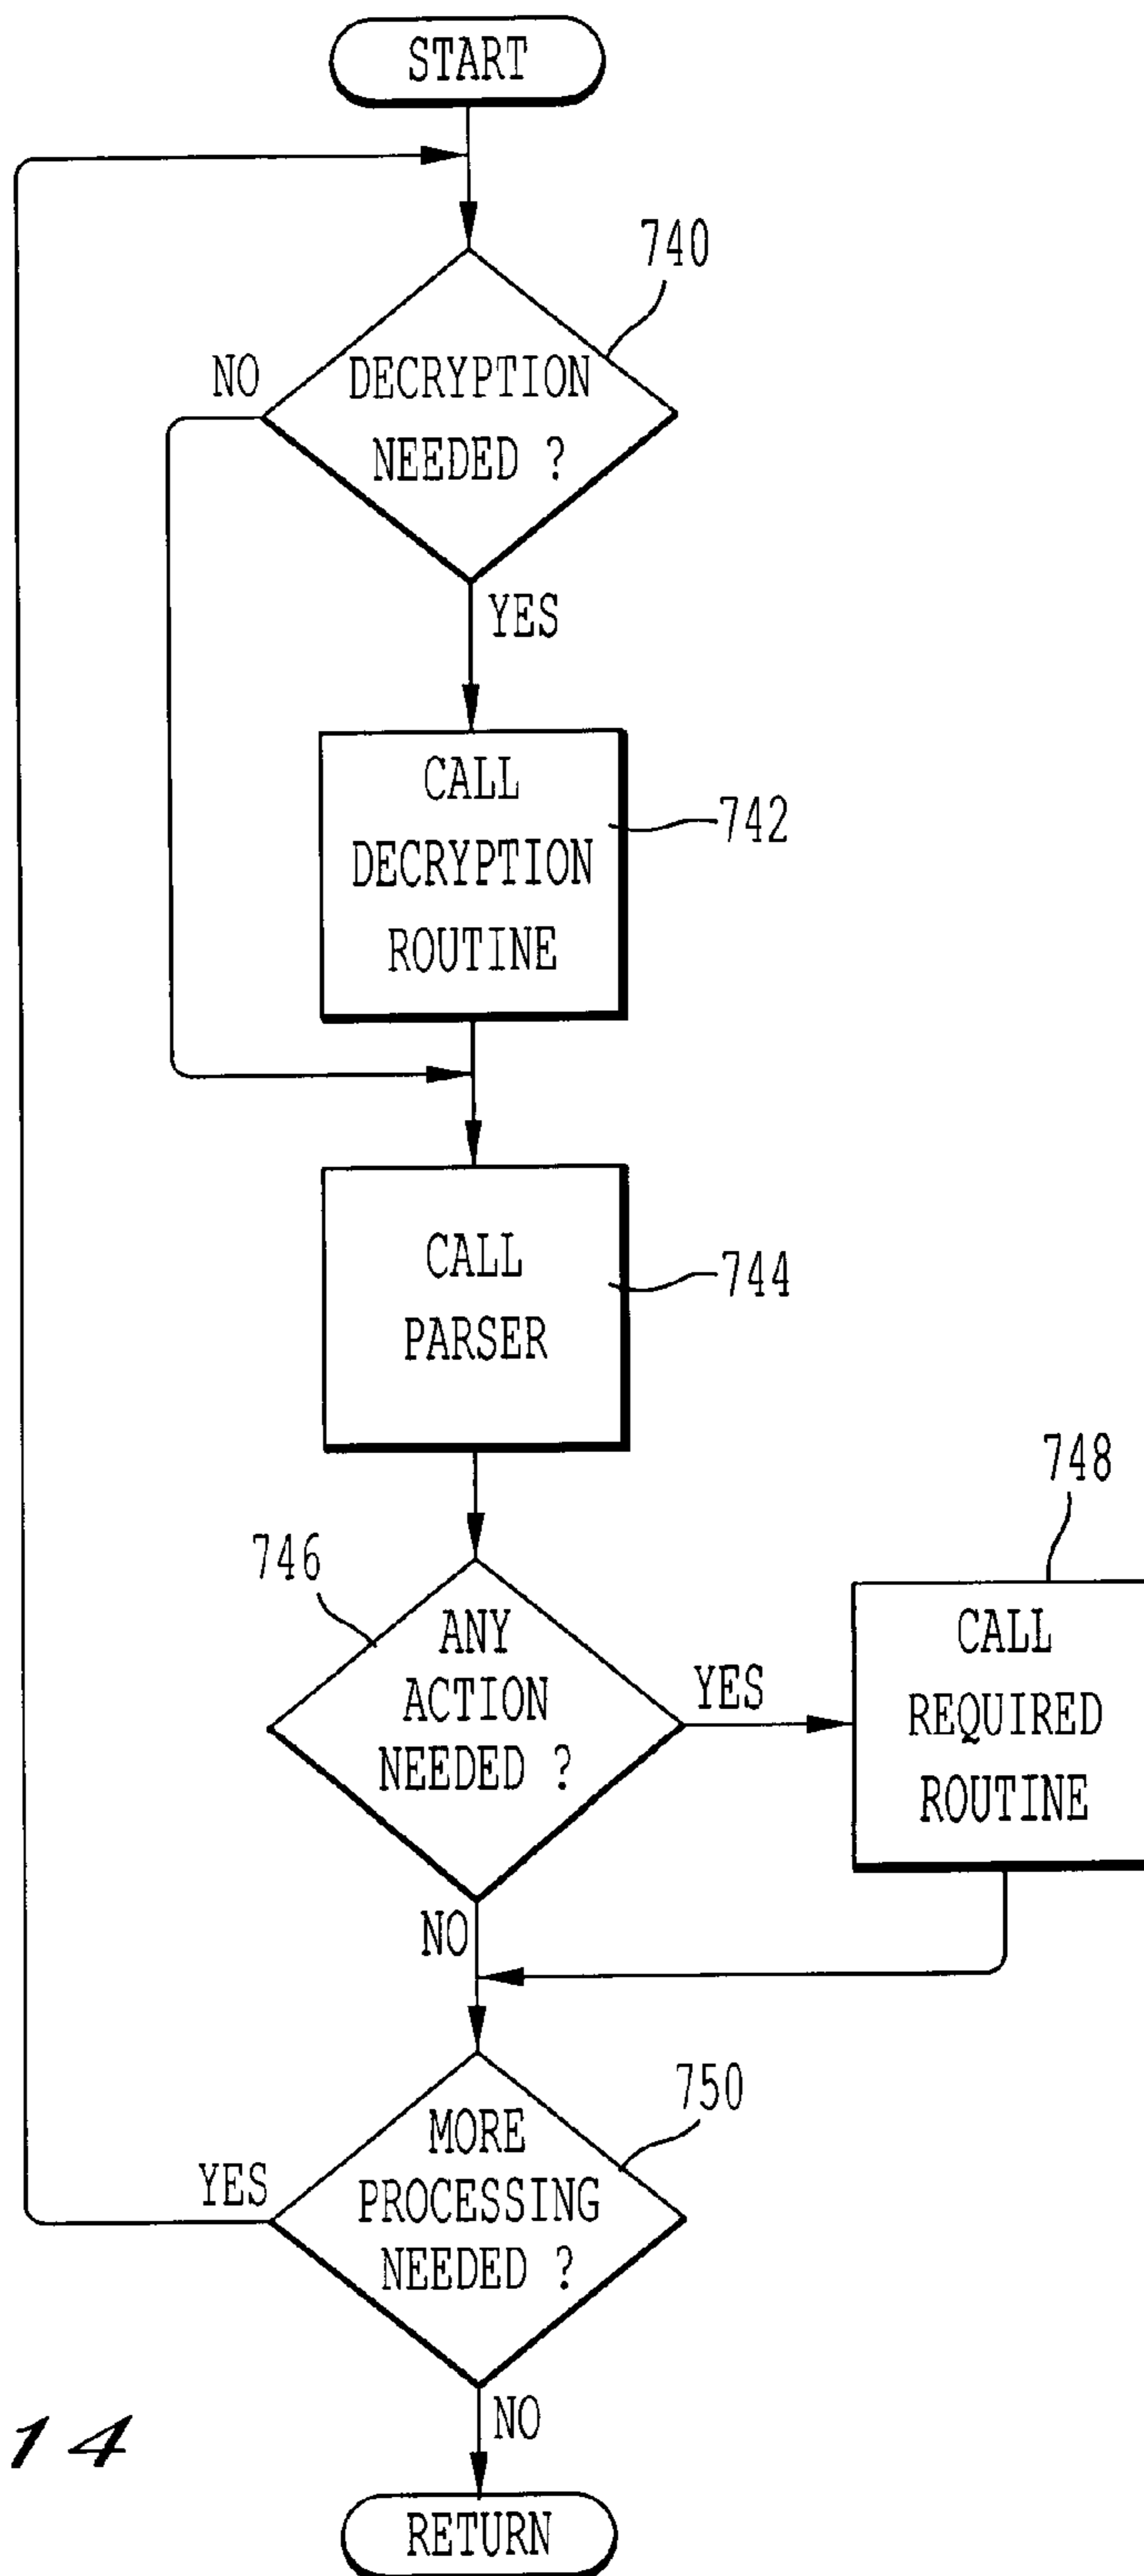 START
740
NO
DECRYPTION
NEEDED ?
YES
CALL
DECRYPTION
ROUTINE
742
CALL
PARSER
744
746
ANY
ACTION
NEEDED ?
YES
748
CALL
REQUIRED
ROUTINE
NO
750
MORE
PROCESSING
NEEDED ?
YES
NO
14
RETURN